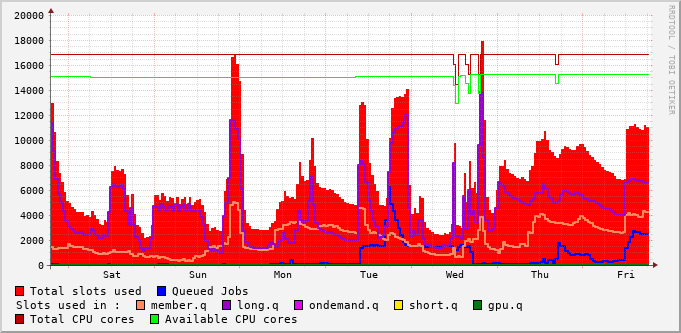 RRDTOOL / TOBI OETIKER
20000
18000
16000
14000
12000
10000
8000
6000
4000
2000
0
Sat Sun Mon Tue Wed Thu Fri
Total slots used Queued Jobs
Slots used in : member.q long.q ondemand.q short.q gpu.q
Total CPU cores Available CPU cores